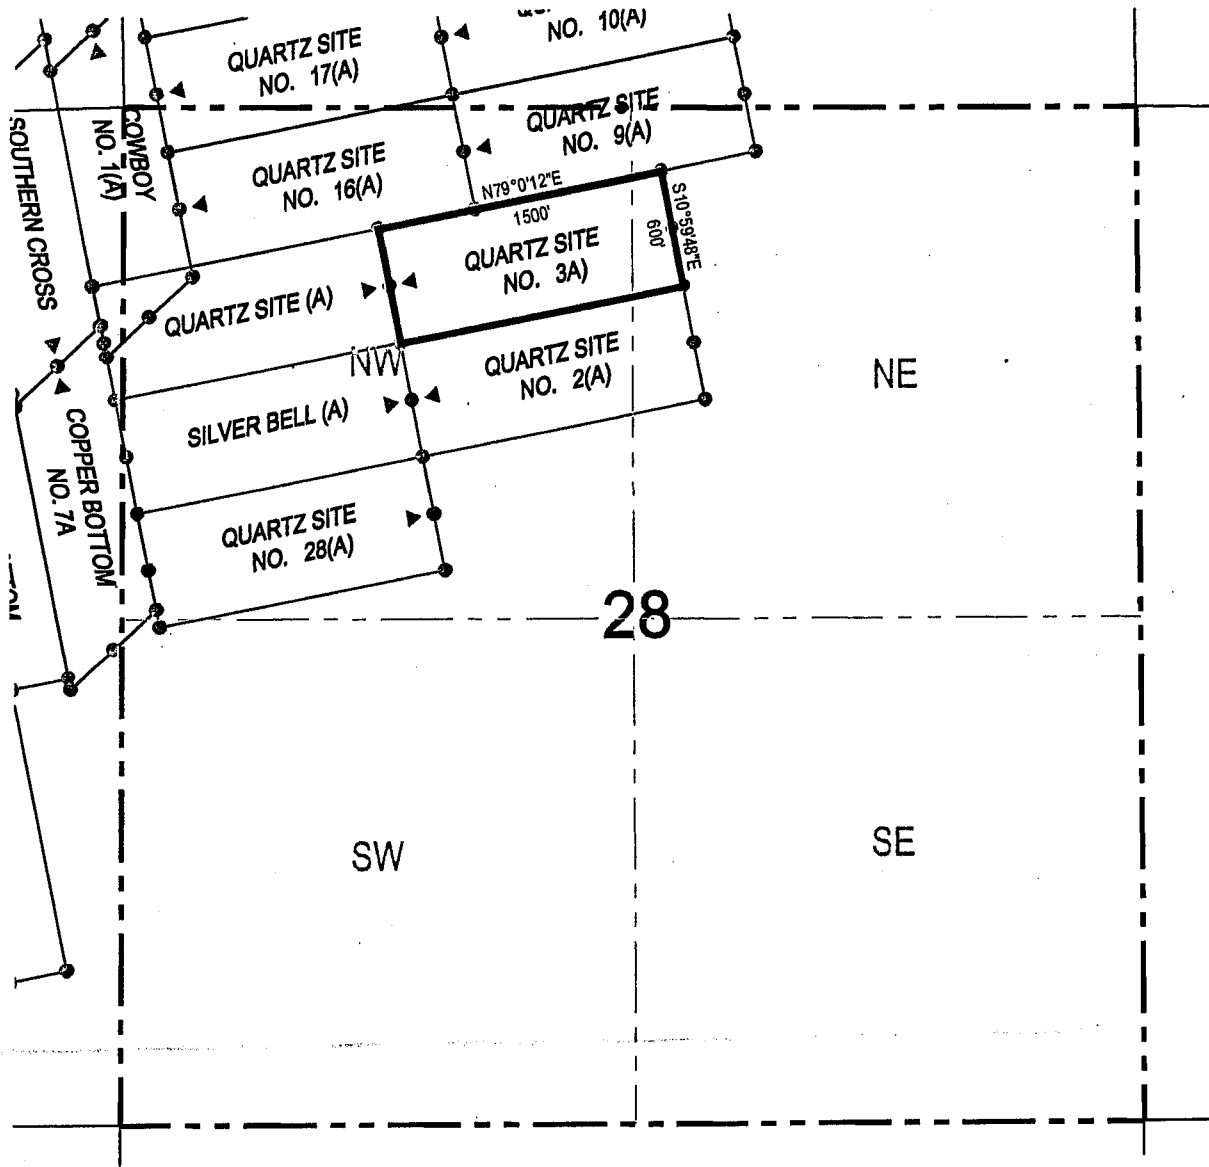 NO. 10(A)
QUARTZ SITE
NO. 17(A)
QUARTZ SITE
NO. 9(A)
COWBOY
NO. 1(A)
SOUTHERN CROSS
QUARTZ SITE
NO. 16(A)
N79°0'12"E
1500'
S10°59'48"E
600'
QUARTZ SITE
NO. 3A)
QUARTZ SITE (A)
NW
QUARTZ SITE
NO. 2(A)
NE
SILVER BELL (A)
COPPER BOTTOM
NO. 7A
QUARTZ SITE
NO. 28(A)
28
SW
SE